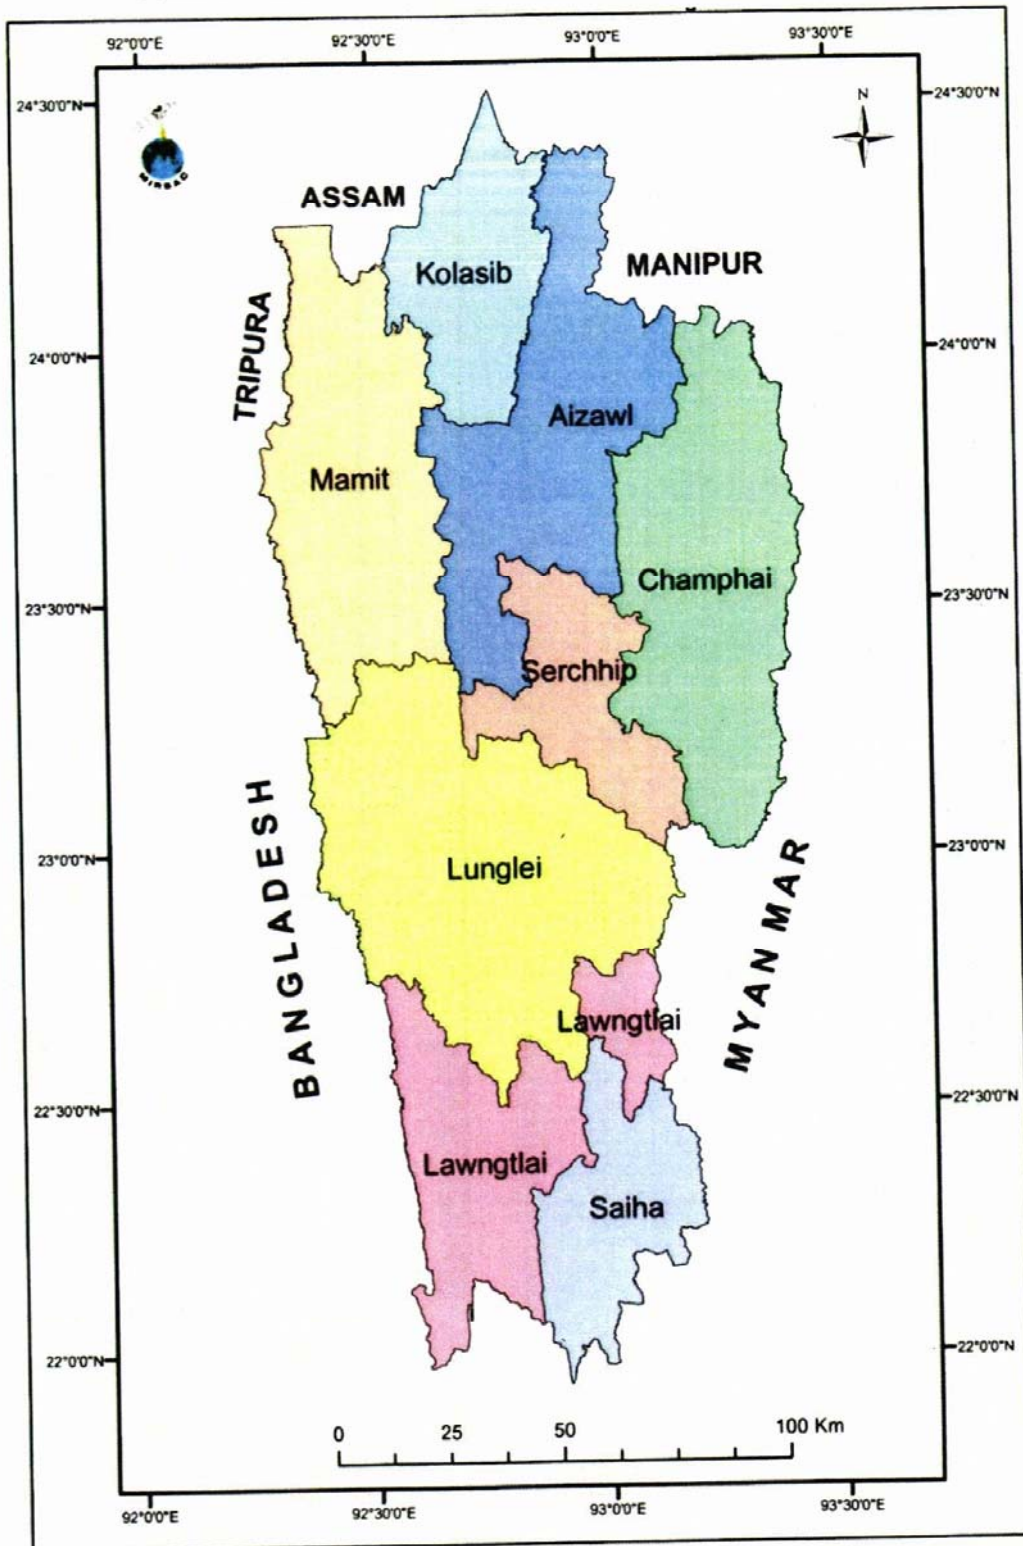 92°0'0"E 92°30'0"E 93°0'0"E 93°30'0"E
24°30'0"N 24°30'0"N
N
MIRSAC
ASSAM
Kolasib
MANIPUR
TRIPURA
24°0'0"N 24°0'0"N
Aizawl
Mamit
Champhai
23°30'0"N 23°30'0"N
Serchhip
BANGLADESH
23°0'0"N 23°0'0"N
Lunglei
MYANMAR
Lawngtlai
22°30'0"N 22°30'0"N
Lawngtlai
Saiha
22°0'0"N 22°0'0"N
0 25 50 100 Km
92°0'0"E 92°30'0"E 93°0'0"E 93°30'0"E